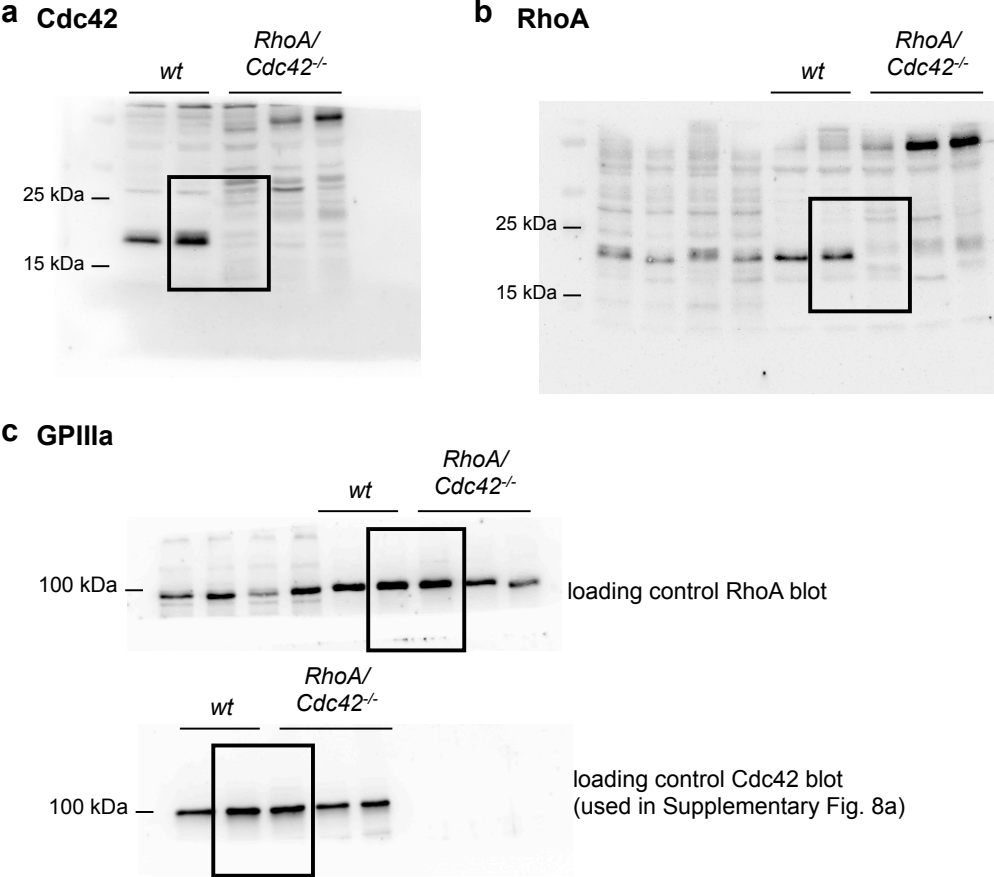 a Cdc42
wt
RhoA/
Cdc42-/-
25 kDa
15 kDa
b RhoA
wt
RhoA/
Cdc42-/-
25 kDa
15 kDa
c GPIIIa
wt
RhoA/
Cdc42-/-
100 kDa
loading control RhoA blot
wt
RhoA/
Cdc42-/-
100 kDa
loading control Cdc42 blot
(used in Supplementary Fig. 8a)